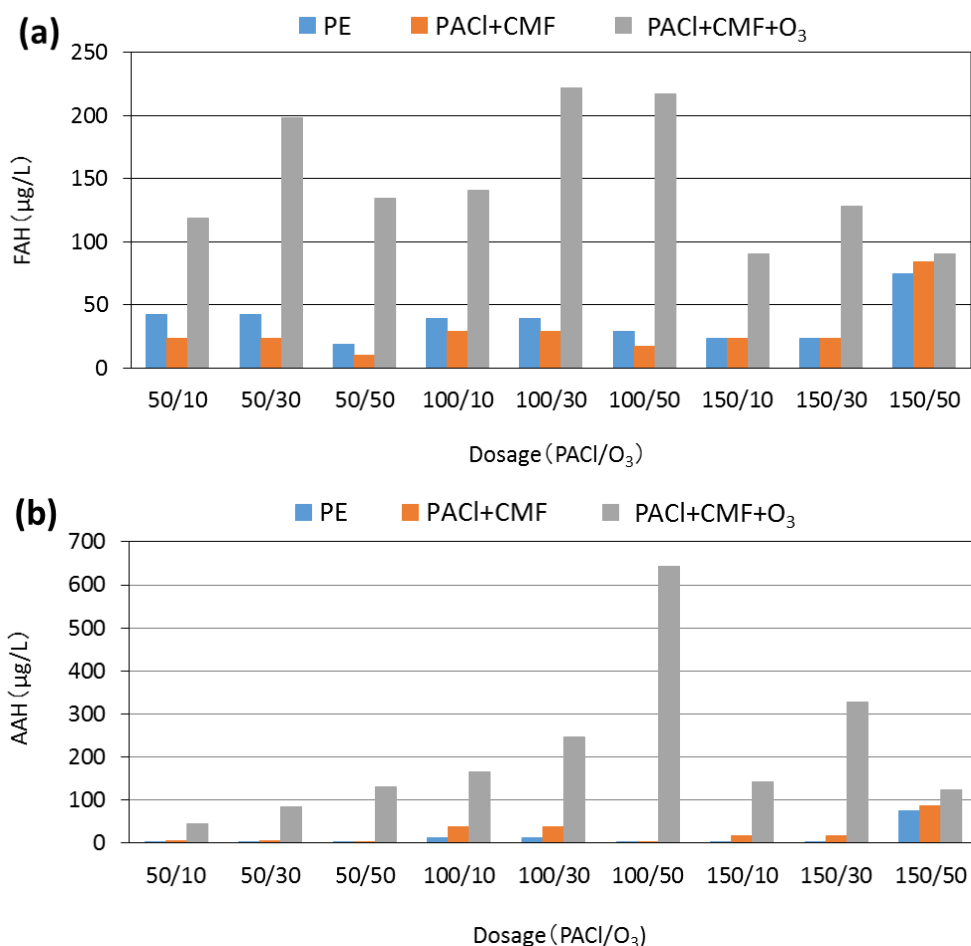 (a)
PE PACl+CMF PACl+CMF+O₃
250
200
150
100
50
0
FAH(μg/L)
50/10 50/30 50/50 100/10 100/30 100/50 150/10 150/30 150/50
Dosage(PACl/O₃)
(b)
PE PACl+CMF PACl+CMF+O₃
700
600
500
400
300
200
100
0
AAH(μg/L)
50/10 50/30 50/50 100/10 100/30 100/50 150/10 150/30 150/50
Dosage(PACl/O₃)